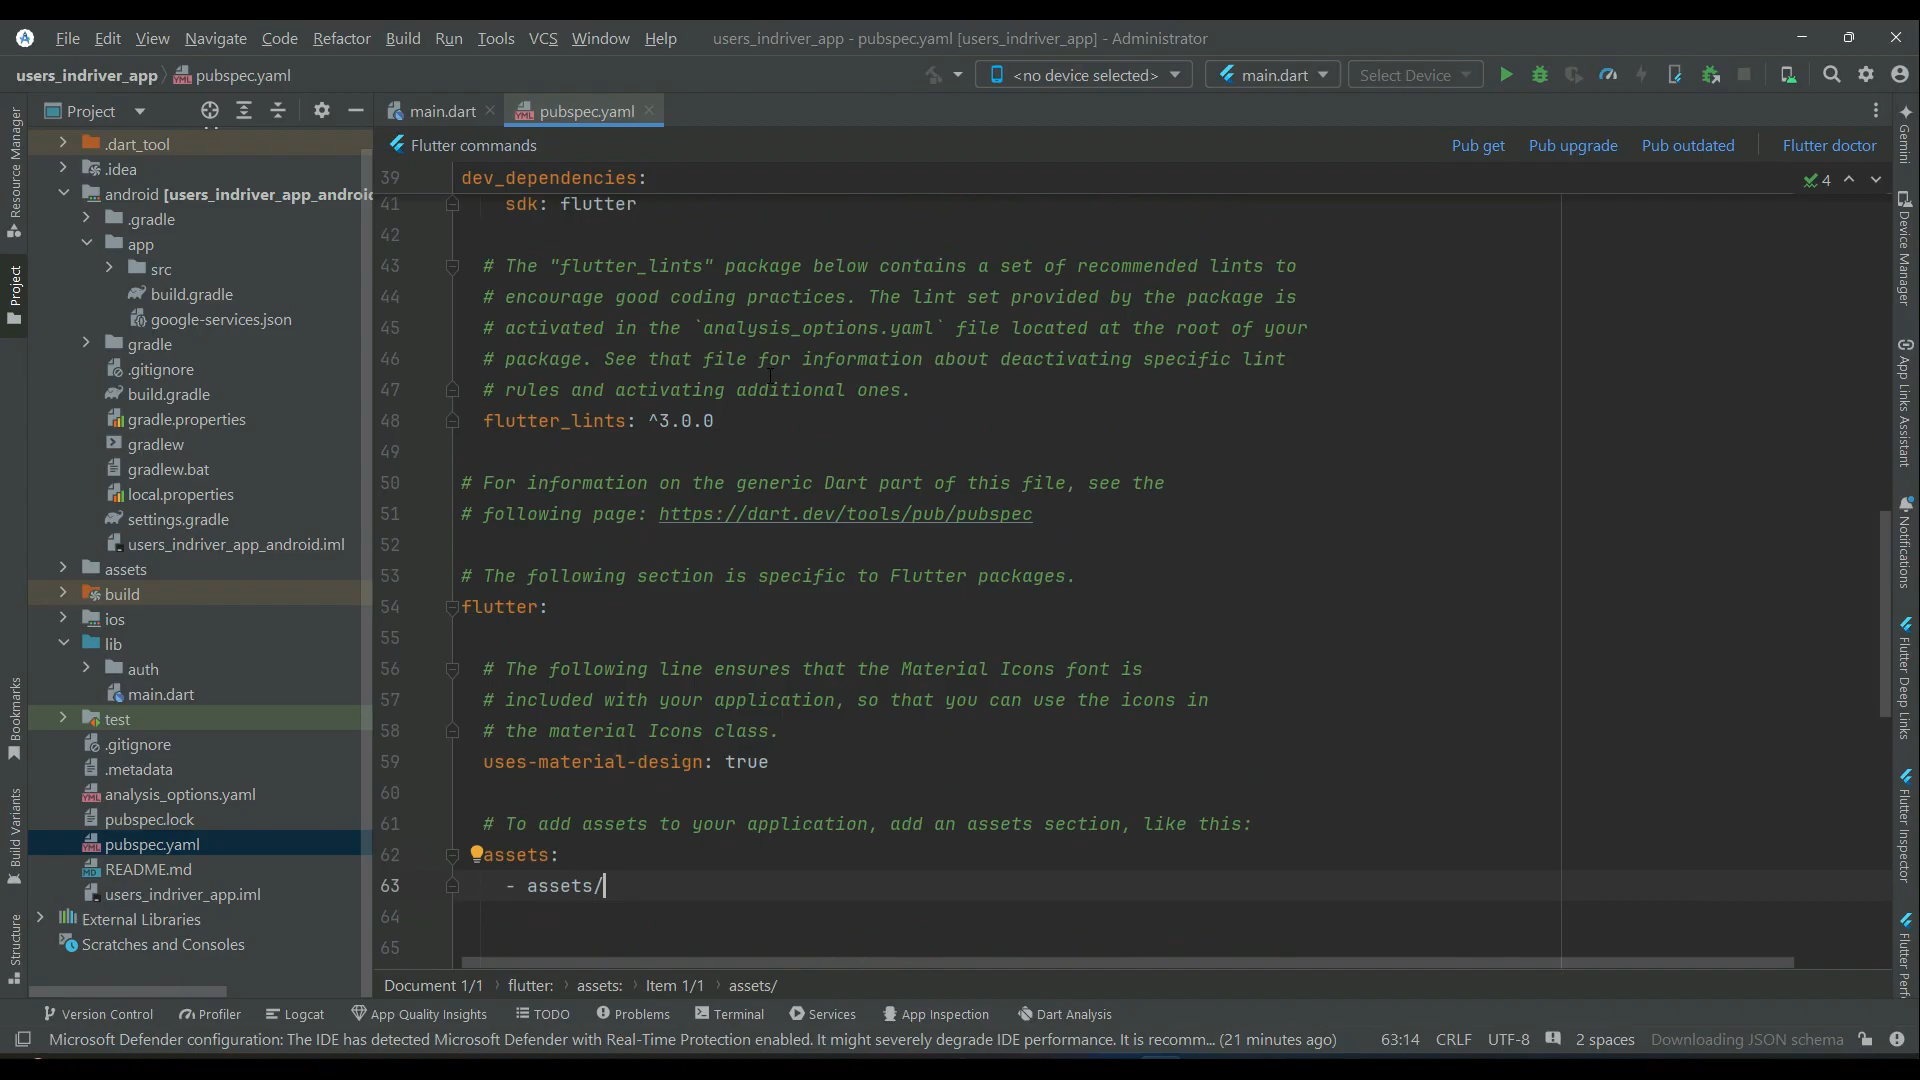 File Edit View Navigate Code Refactor Build Run Tools VCS Window Help users_indriver_app - pubspec.yaml [users_indriver_app] - Administrator
users_indriver_app pubspec.yaml <no device selected> main.dart Select Device
Project main.dart pubspec.yaml
Flutter commands Pub get Pub upgrade Pub outdated Flutter doctor
Resource Manager
Project
Bookmarks
Build Variants
Structure
.dart_tool
.idea
android [users_indriver_app_android
.gradle
app
src
build.gradle
google-services.json
gradle
.gitignore
build.gradle
gradle.properties
gradlew
gradlew.bat
local.properties
settings.gradle
users_indriver_app_android.iml
assets
build
ios
lib
auth
main.dart
test
.gitignore
.metadata
analysis_options.yaml
pubspec.lock
pubspec.yaml
README.md
users_indriver_app.iml
External Libraries
Scratches and Consoles
39 dev_dependencies: 4
41 sdk: flutter
42
43 # The "flutter_lints" package below contains a set of recommended lints to
44 # encourage good coding practices. The lint set provided by the package is
45 # activated in the `analysis_options.yaml` file located at the root of your
46 # package. See that file for information about deactivating specific lint
47 # rules and activating additional ones.
48 flutter_lints: ^3.0.0
49
50 # For information on the generic Dart part of this file, see the
51 # following page: https://dart.dev/tools/pub/pubspec
52
53 # The following section is specific to Flutter packages.
54 flutter:
55
56 # The following line ensures that the Material Icons font is
57 # included with your application, so that you can use the icons in
58 # the material Icons class.
59 uses-material-design: true
60
61 # To add assets to your application, add an assets section, like this:
62 assets:
63 - assets/
64
65
Document 1/1 flutter: assets: Item 1/1 assets/
Gemini
Device Manager
App Links Assistant
Notifications
Flutter Deep Links
Flutter Inspector
Flutter Perf
Version Control Profiler Logcat App Quality Insights TODO Problems Terminal Services App Inspection Dart Analysis
Microsoft Defender configuration: The IDE has detected Microsoft Defender with Real-Time Protection enabled. It might severely degrade IDE performance. It is recomm... (21 minutes ago) 63:14 CRLF UTF-8 2 spaces Downloading JSON schema